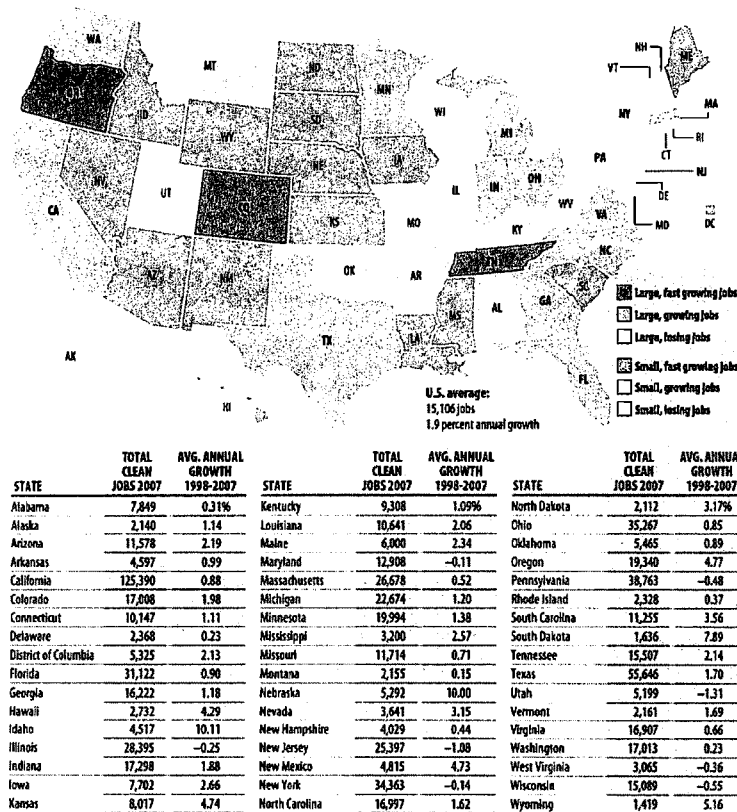 WA
MT
ND
MN
ID
WY
SD
WI
MI
NH
VT
ME
NY
MA
RI
CT
PA
NJ
DE
MD
DC
NV
UT
CO
NE
IA
IL
IN
OH
WV
VA
CA
KS
MO
KY
NC
AZ
NM
OK
AR
TN
SC
MS
AL
GA
TX
LA
FL
AK
HI
Large, fast growing jobs
Large, growing jobs
Large, losing jobs
Small, fast growing jobs
Small, growing jobs
Small, losing jobs
U.S. average:
15,106 jobs
1.9 percent annual growth
STATE TOTAL CLEAN JOBS 2007 AVG. ANNUAL GROWTH 1998-2007
Alabama 7,849 0.31%
Alaska 2,140 1.14
Arizona 11,578 2.19
Arkansas 4,597 0.99
California 125,390 0.88
Colorado 17,008 1.98
Connecticut 10,147 1.11
Delaware 2,368 0.23
District of Columbia 5,325 2.13
Florida 31,122 0.90
Georgia 16,222 1.18
Hawaii 2,732 4.29
Idaho 4,517 10.11
Illinois 28,395 −0.25
Indiana 17,298 1.88
Iowa 7,702 2.66
Kansas 8,017 4.74
STATE TOTAL CLEAN JOBS 2007 AVG. ANNUAL GROWTH 1998-2007
Kentucky 9,308 1.09%
Louisiana 10,641 2.06
Maine 6,000 2.34
Maryland 12,908 −0.11
Massachusetts 26,678 0.52
Michigan 22,674 1.20
Minnesota 19,994 1.38
Mississippi 3,200 2.57
Missouri 11,714 0.71
Montana 2,155 0.15
Nebraska 5,292 10.00
Nevada 3,641 3.15
New Hampshire 4,029 0.44
New Jersey 25,397 −1.08
New Mexico 4,815 4.73
New York 34,363 −0.14
North Carolina 16,997 1.62
STATE TOTAL CLEAN JOBS 2007 AVG. ANNUA GROWTH 1998-2007
North Dakota 2,112 3.17%
Ohio 35,267 0.85
Oklahoma 5,465 0.89
Oregon 19,340 4.77
Pennsylvania 38,763 −0.48
Rhode Island 2,328 0.37
South Carolina 11,255 3.56
South Dakota 1,636 7.89
Tennessee 15,507 2.14
Texas 55,646 1.70
Utah 5,199 −1.31
Vermont 2,161 1.69
Virginia 16,907 0.66
Washington 17,013 0.23
West Virginia 3,065 −0.36
Wisconsin 15,089 −0.55
Wyoming 1,419 5.16